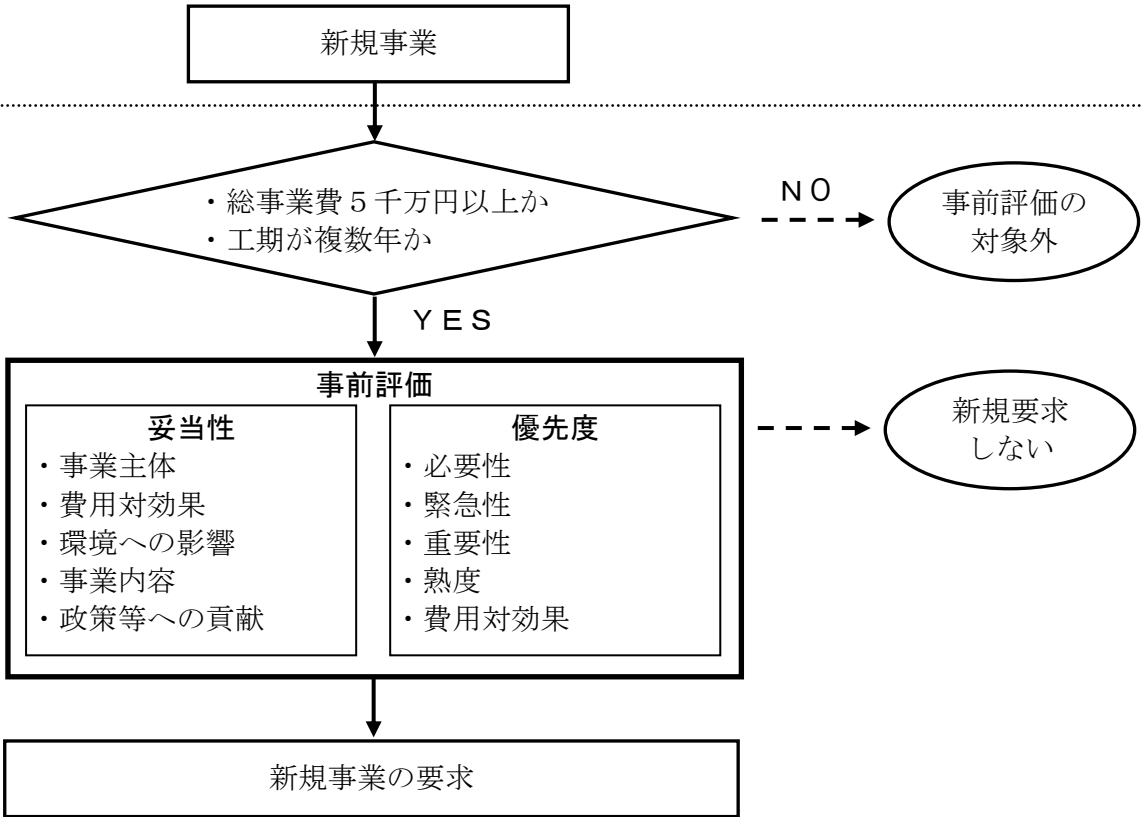 新規事業
・総事業費５千万円以上か
・工期が複数年か
ＮＯ
事前評価の
対象外
ＹＥＳ
事前評価
妥当性
・事業主体
・費用対効果
・環境への影響
・事業内容
・政策等への貢献
優先度
・必要性
・緊急性
・重要性
・熟度
・費用対効果
新規要求
しない
新規事業の要求